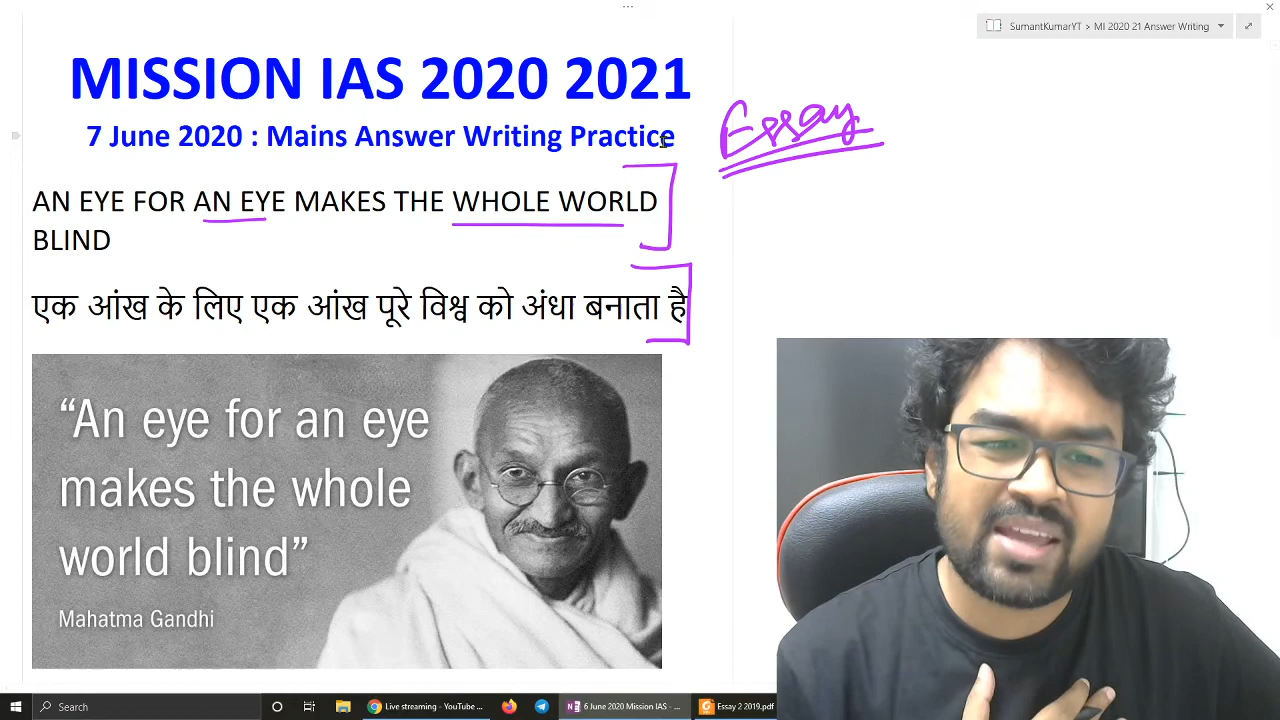 SumantKumarYT > MI 2020 21 Answer Writing
MISSION IAS 2020 2021
7 June 2020 : Mains Answer Writing Practice
Essay
AN EYE FOR AN EYE MAKES THE WHOLE WORLD
BLIND
एक आंख के लिए एक आंख पूरे विश्व को अंधा बनाता है
“An eye for an eye
makes the whole
world blind”
Mahatma Gandhi
Search
Live streaming - YouTube ...
6 June 2020 Mission IAS - ...
Essay 2 2019.pdf